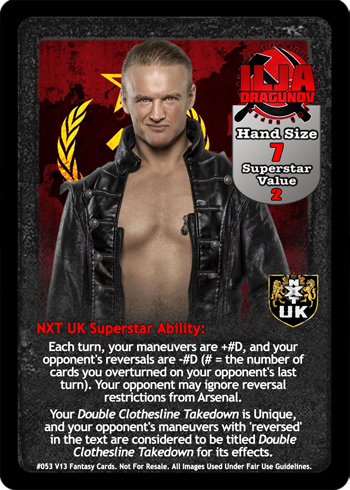 ILJA
DRAGUNOV
Hand Size
7
Superstar
Value
2
NXT
UK
NXT UK Superstar Ability:
Each turn, your maneuvers are +#D, and your
opponent's reversals are -#D (# = the number of
cards you overturned on your opponent's last
turn). Your opponent may ignore reversal
restrictions from Arsenal.
Your Double Clothesline Takedown is Unique,
and your opponent's maneuvers with 'reversed'
in the text are considered to be titled Double
Clothesline Takedown for its effects.
#053 V13 Fantasy Cards. Not For Resale. All Images Used Under Fair Use Guidelines.